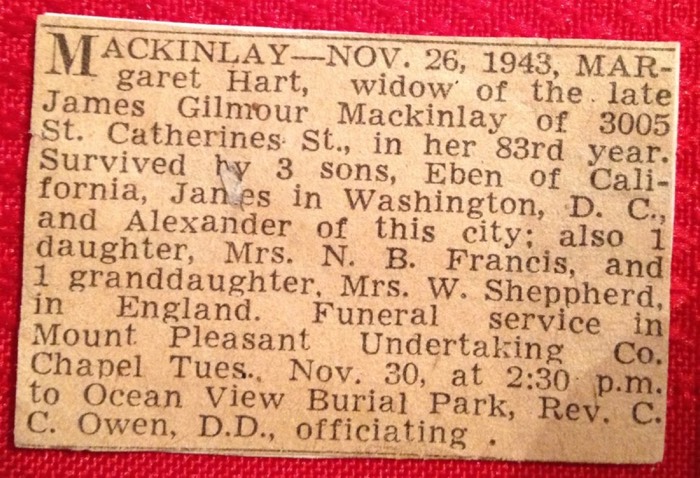 MACKINLAY—NOV. 26, 1943, MAR-
garet Hart, widow of the late
James Gilmour Mackinlay of 3005
St. Catherines St., in her 83rd year.
Survived by 3 sons, Eben of Cali-
fornia, James in Washington, D. C.,
and Alexander of this city; also 1
daughter, Mrs. N. B. Francis, and
1 granddaughter, Mrs. W. Sheppherd,
in England. Funeral service in
Mount Pleasant Undertaking Co.
Chapel Tues., Nov. 30, at 2:30 p.m.
to Ocean View Burial Park, Rev. C.
C. Owen, D.D., officiating .